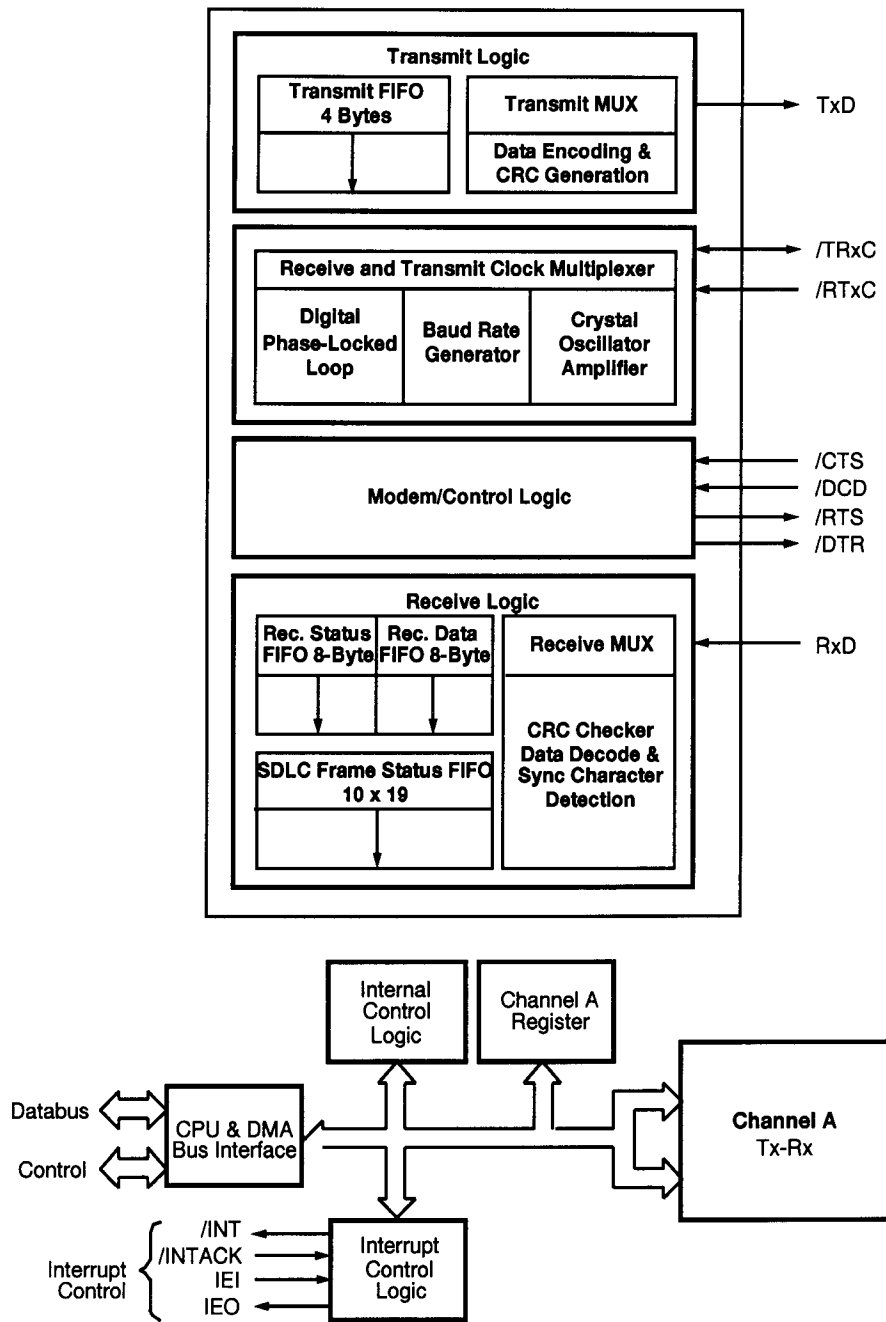 Transmit Logic
Transmit FIFO
4 Bytes
Transmit MUX
Data Encoding &
CRC Generation
TxD
/TRxC
/RTxC
Receive and Transmit Clock Multiplexer
Digital
Phase-Locked
Loop
Baud Rate
Generator
Crystal
Oscillator
Amplifier
Modem/Control Logic
/CTS
/DCD
/RTS
/DTR
Receive Logic
Rec. Status
FIFO 8-Byte
Rec. Data
FIFO 8-Byte
Receive MUX
RxD
CRC Checker
Data Decode &
Sync Character
Detection
SDLC Frame Status FIFO
10 x 19
Internal
Control
Logic
Channel A
Register
Databus
Control
CPU & DMA
Bus Interface
Channel A
Tx-Rx
Interrupt
Control
/INT
/INTACK
IEI
IEO
Interrupt
Control
Logic